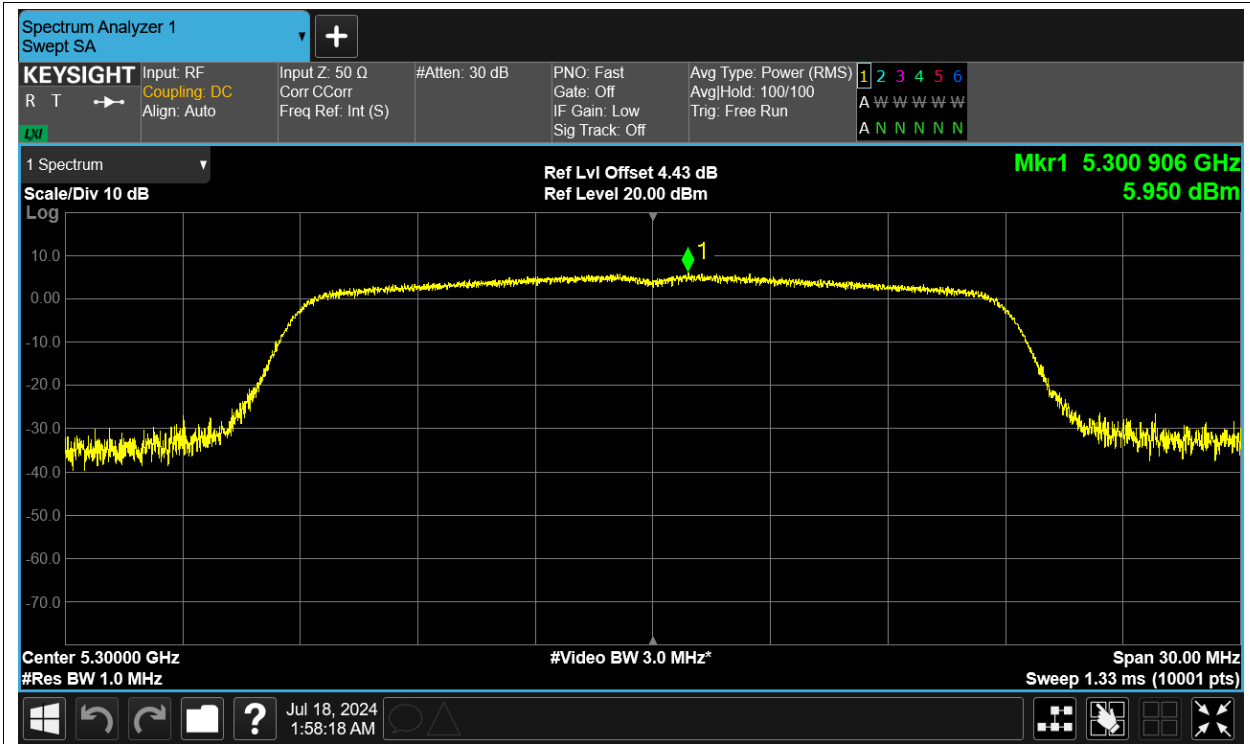 Spectrum Analyzer 1
Swept SA
KEYSIGHT
R T
LXI
Input: RF
Coupling: DC
Align: Auto
Input Z: 50 Ω
Corr CCorr
Freq Ref: Int (S)
#Atten: 30 dB
PNO: Fast
Gate: Off
IF Gain: Low
Sig Track: Off
Avg Type: Power (RMS)
Avg|Hold: 100/100
Trig: Free Run
1 2 3 4 5 6
A W W W W W
A N N N N N
1 Spectrum
Scale/Div 10 dB
Log
Ref Lvl Offset 4.43 dB
Ref Level 20.00 dBm
Mkr1 5.300 906 GHz
5.950 dBm
1
10.0
0.00
-10.0
-20.0
-30.0
-40.0
-50.0
-60.0
-70.0
Center 5.30000 GHz
#Res BW 1.0 MHz
#Video BW 3.0 MHz*
Span 30.00 MHz
Sweep 1.33 ms (10001 pts)
?
Jul 18, 2024
1:58:18 AM